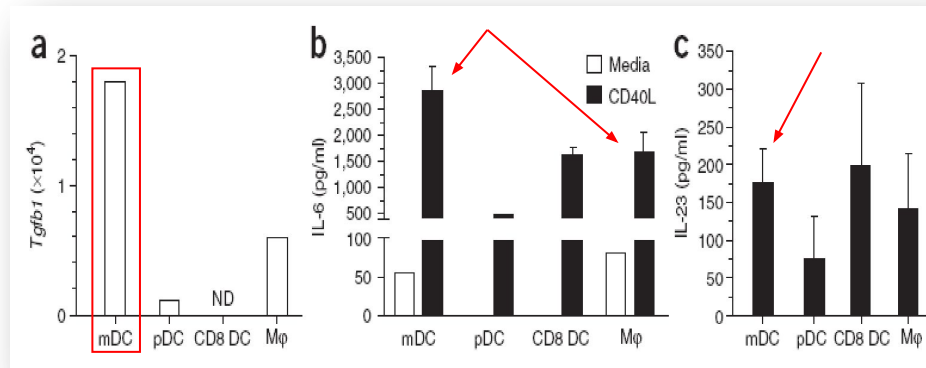 a
Tgfb1 (×10⁴)
2
1
0
ND
mDC pDC CD8 DC Mφ
b
IL-6 (pg/ml)
3,500
3,000
2,500
2,000
1,500
1,000
500
100
50
0
Media
CD40L
mDC pDC CD8 DC Mφ
c
IL-23 (pg/ml)
350
300
250
200
150
100
50
0
mDC pDC CD8 DC Mφ